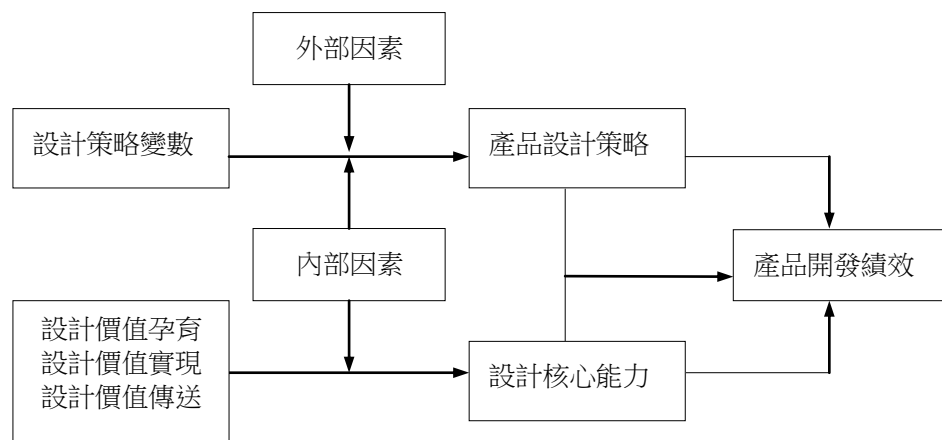 外部因素
設計策略變數
產品設計策略
內部因素
產品開發績效
設計價值孕育
設計價值實現
設計價值傳送
設計核心能力